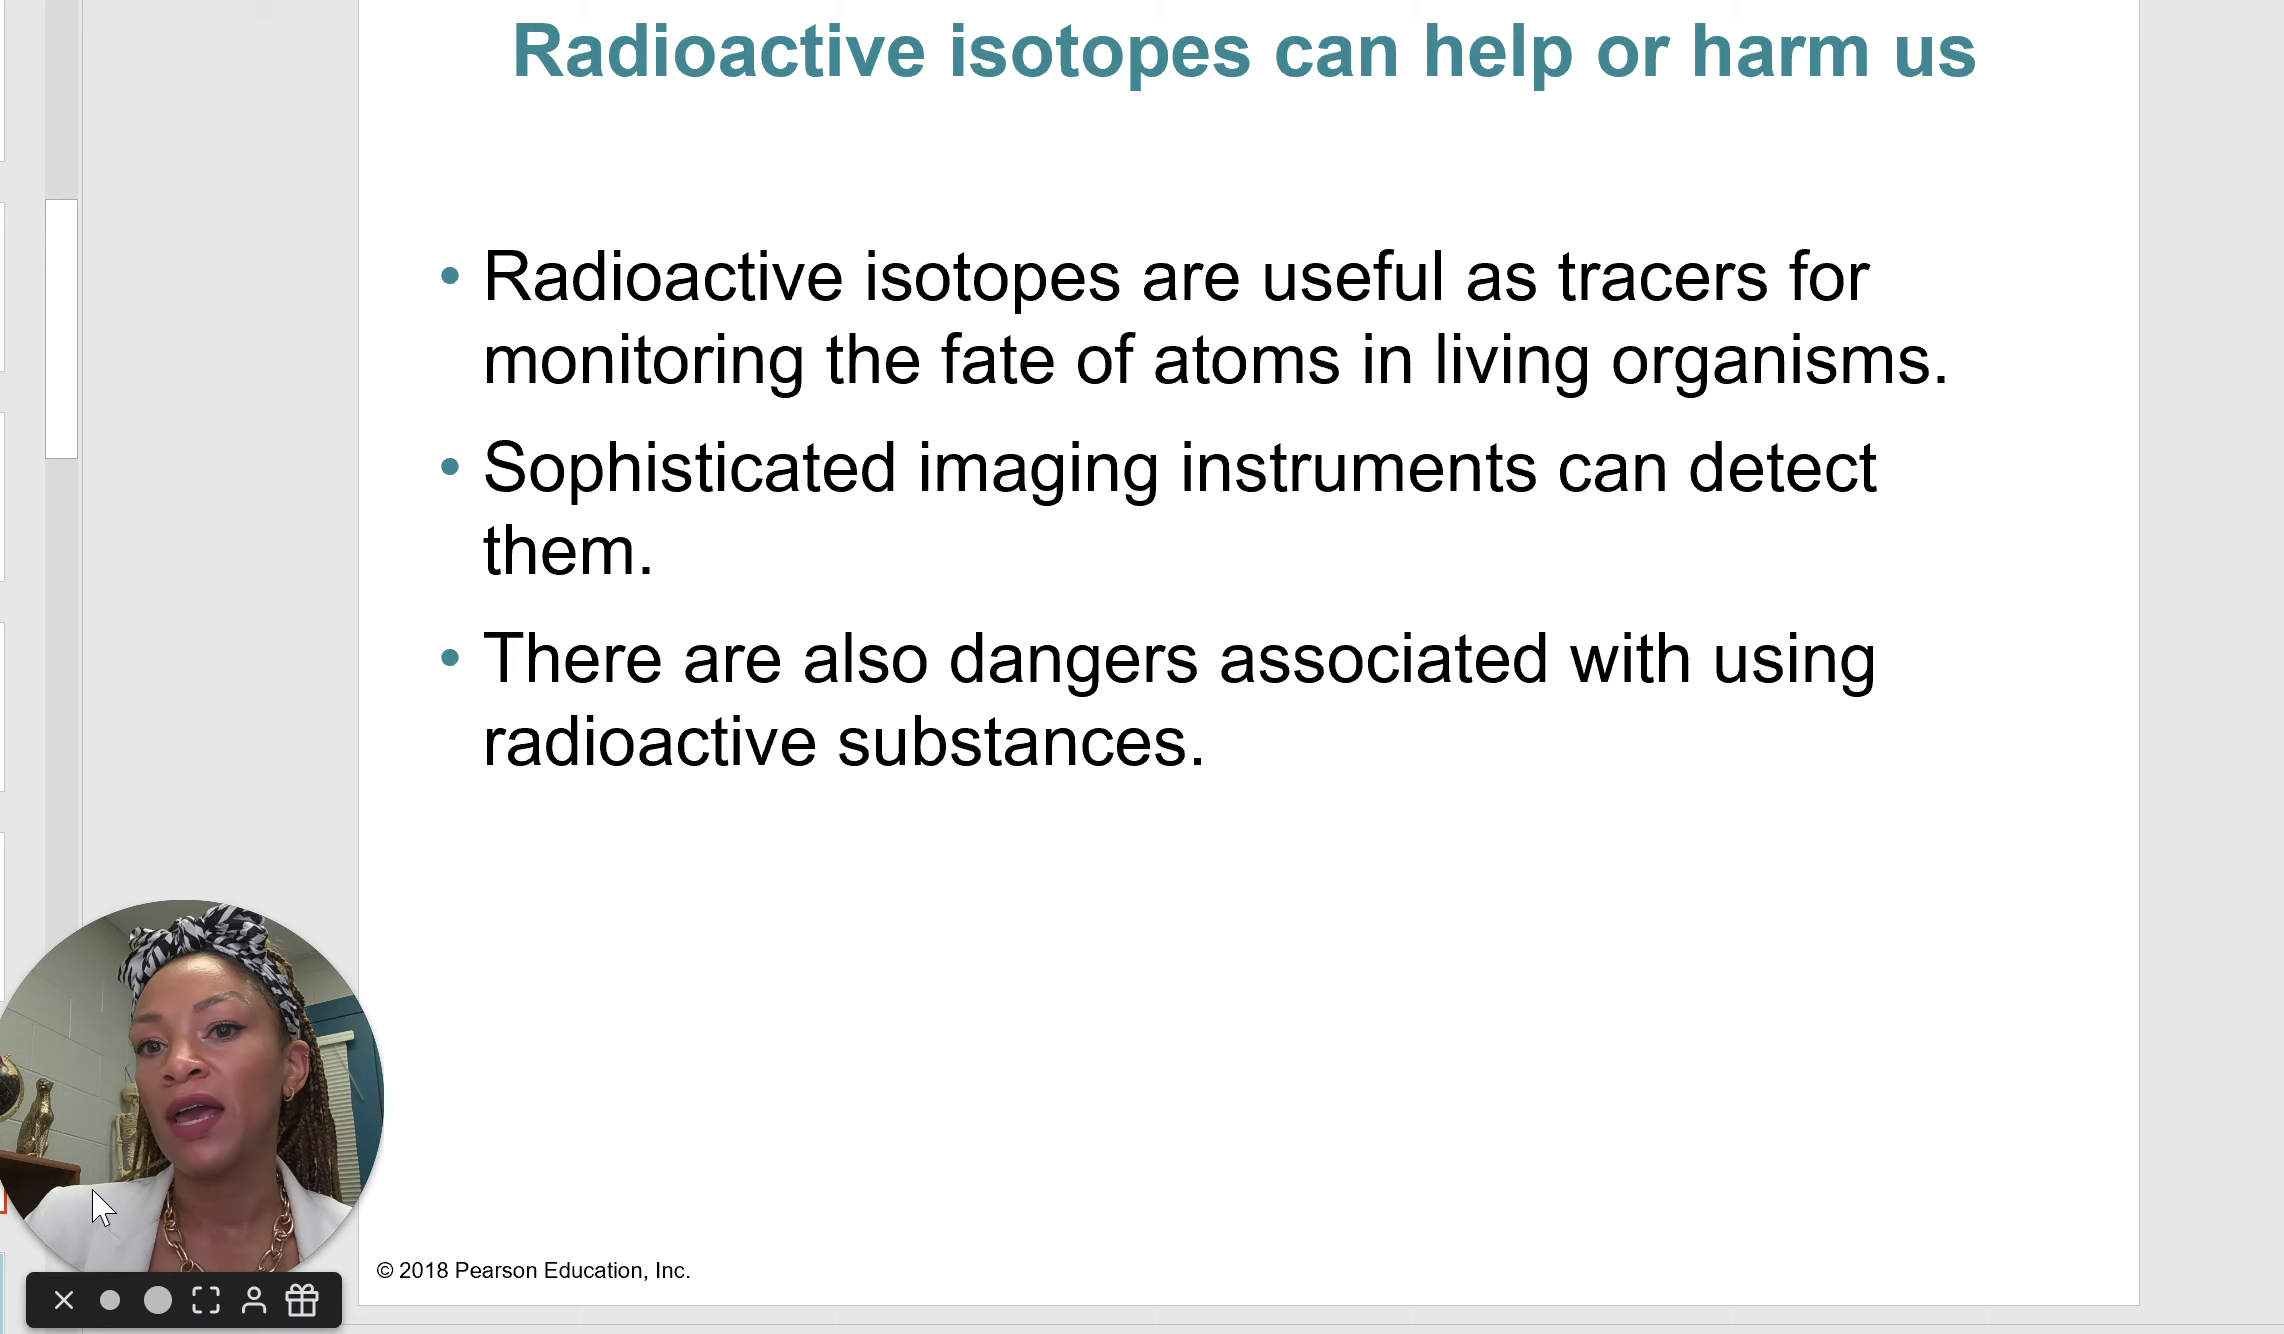 Radioactive isotopes can help or harm us
• Radioactive isotopes are useful as tracers for
monitoring the fate of atoms in living organisms.
• Sophisticated imaging instruments can detect
them.
• There are also dangers associated with using
radioactive substances.
© 2018 Pearson Education, Inc.